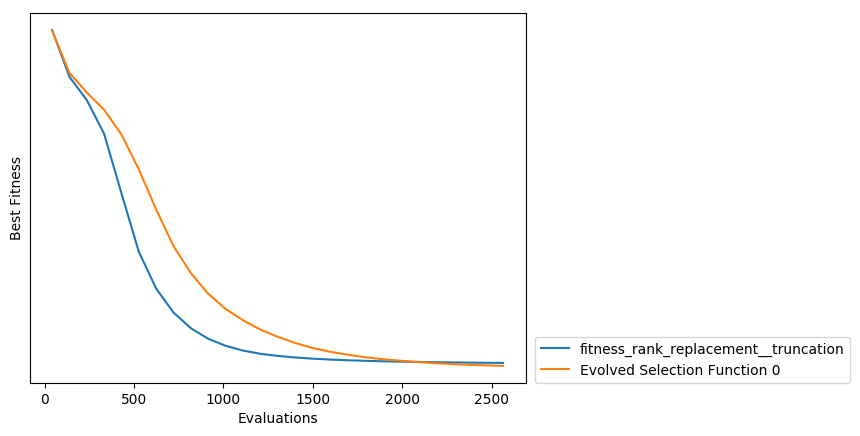 Best Fitness
0
500
1000
1500
2000
2500
Evaluations
fitness_rank_replacement__truncation
Evolved Selection Function 0